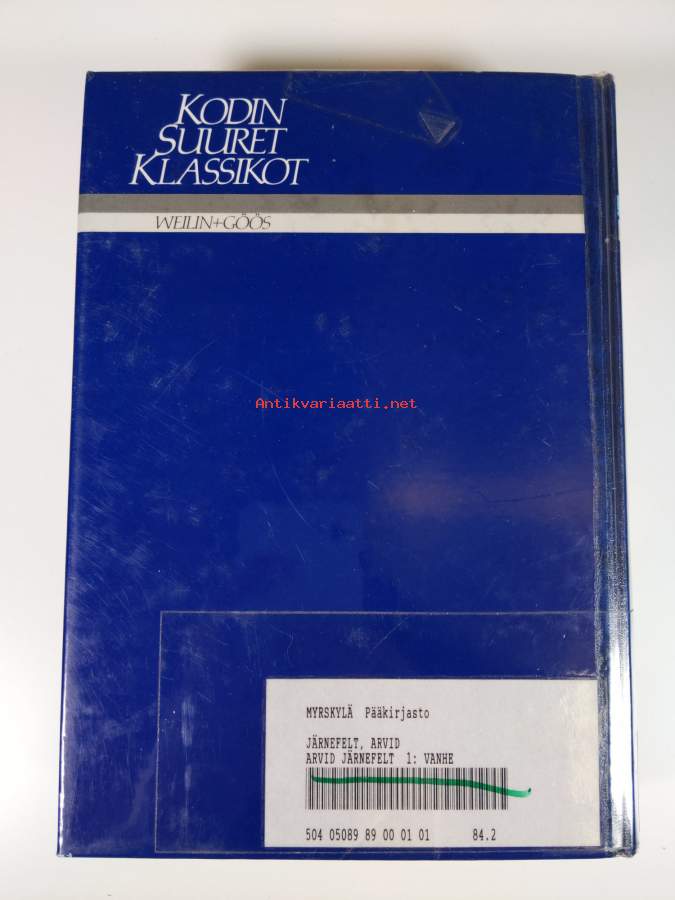 KODIN
SUURET
KLASSIKOT
WEILIN+GÖÖS
Antikvariaatti.net
MYRSKYLÄ Pääkirjasto
JÄRNEFELT, ARVID
ARVID JÄRNEFELT 1: VANHE
504 05089 89 00 01 01 84.2